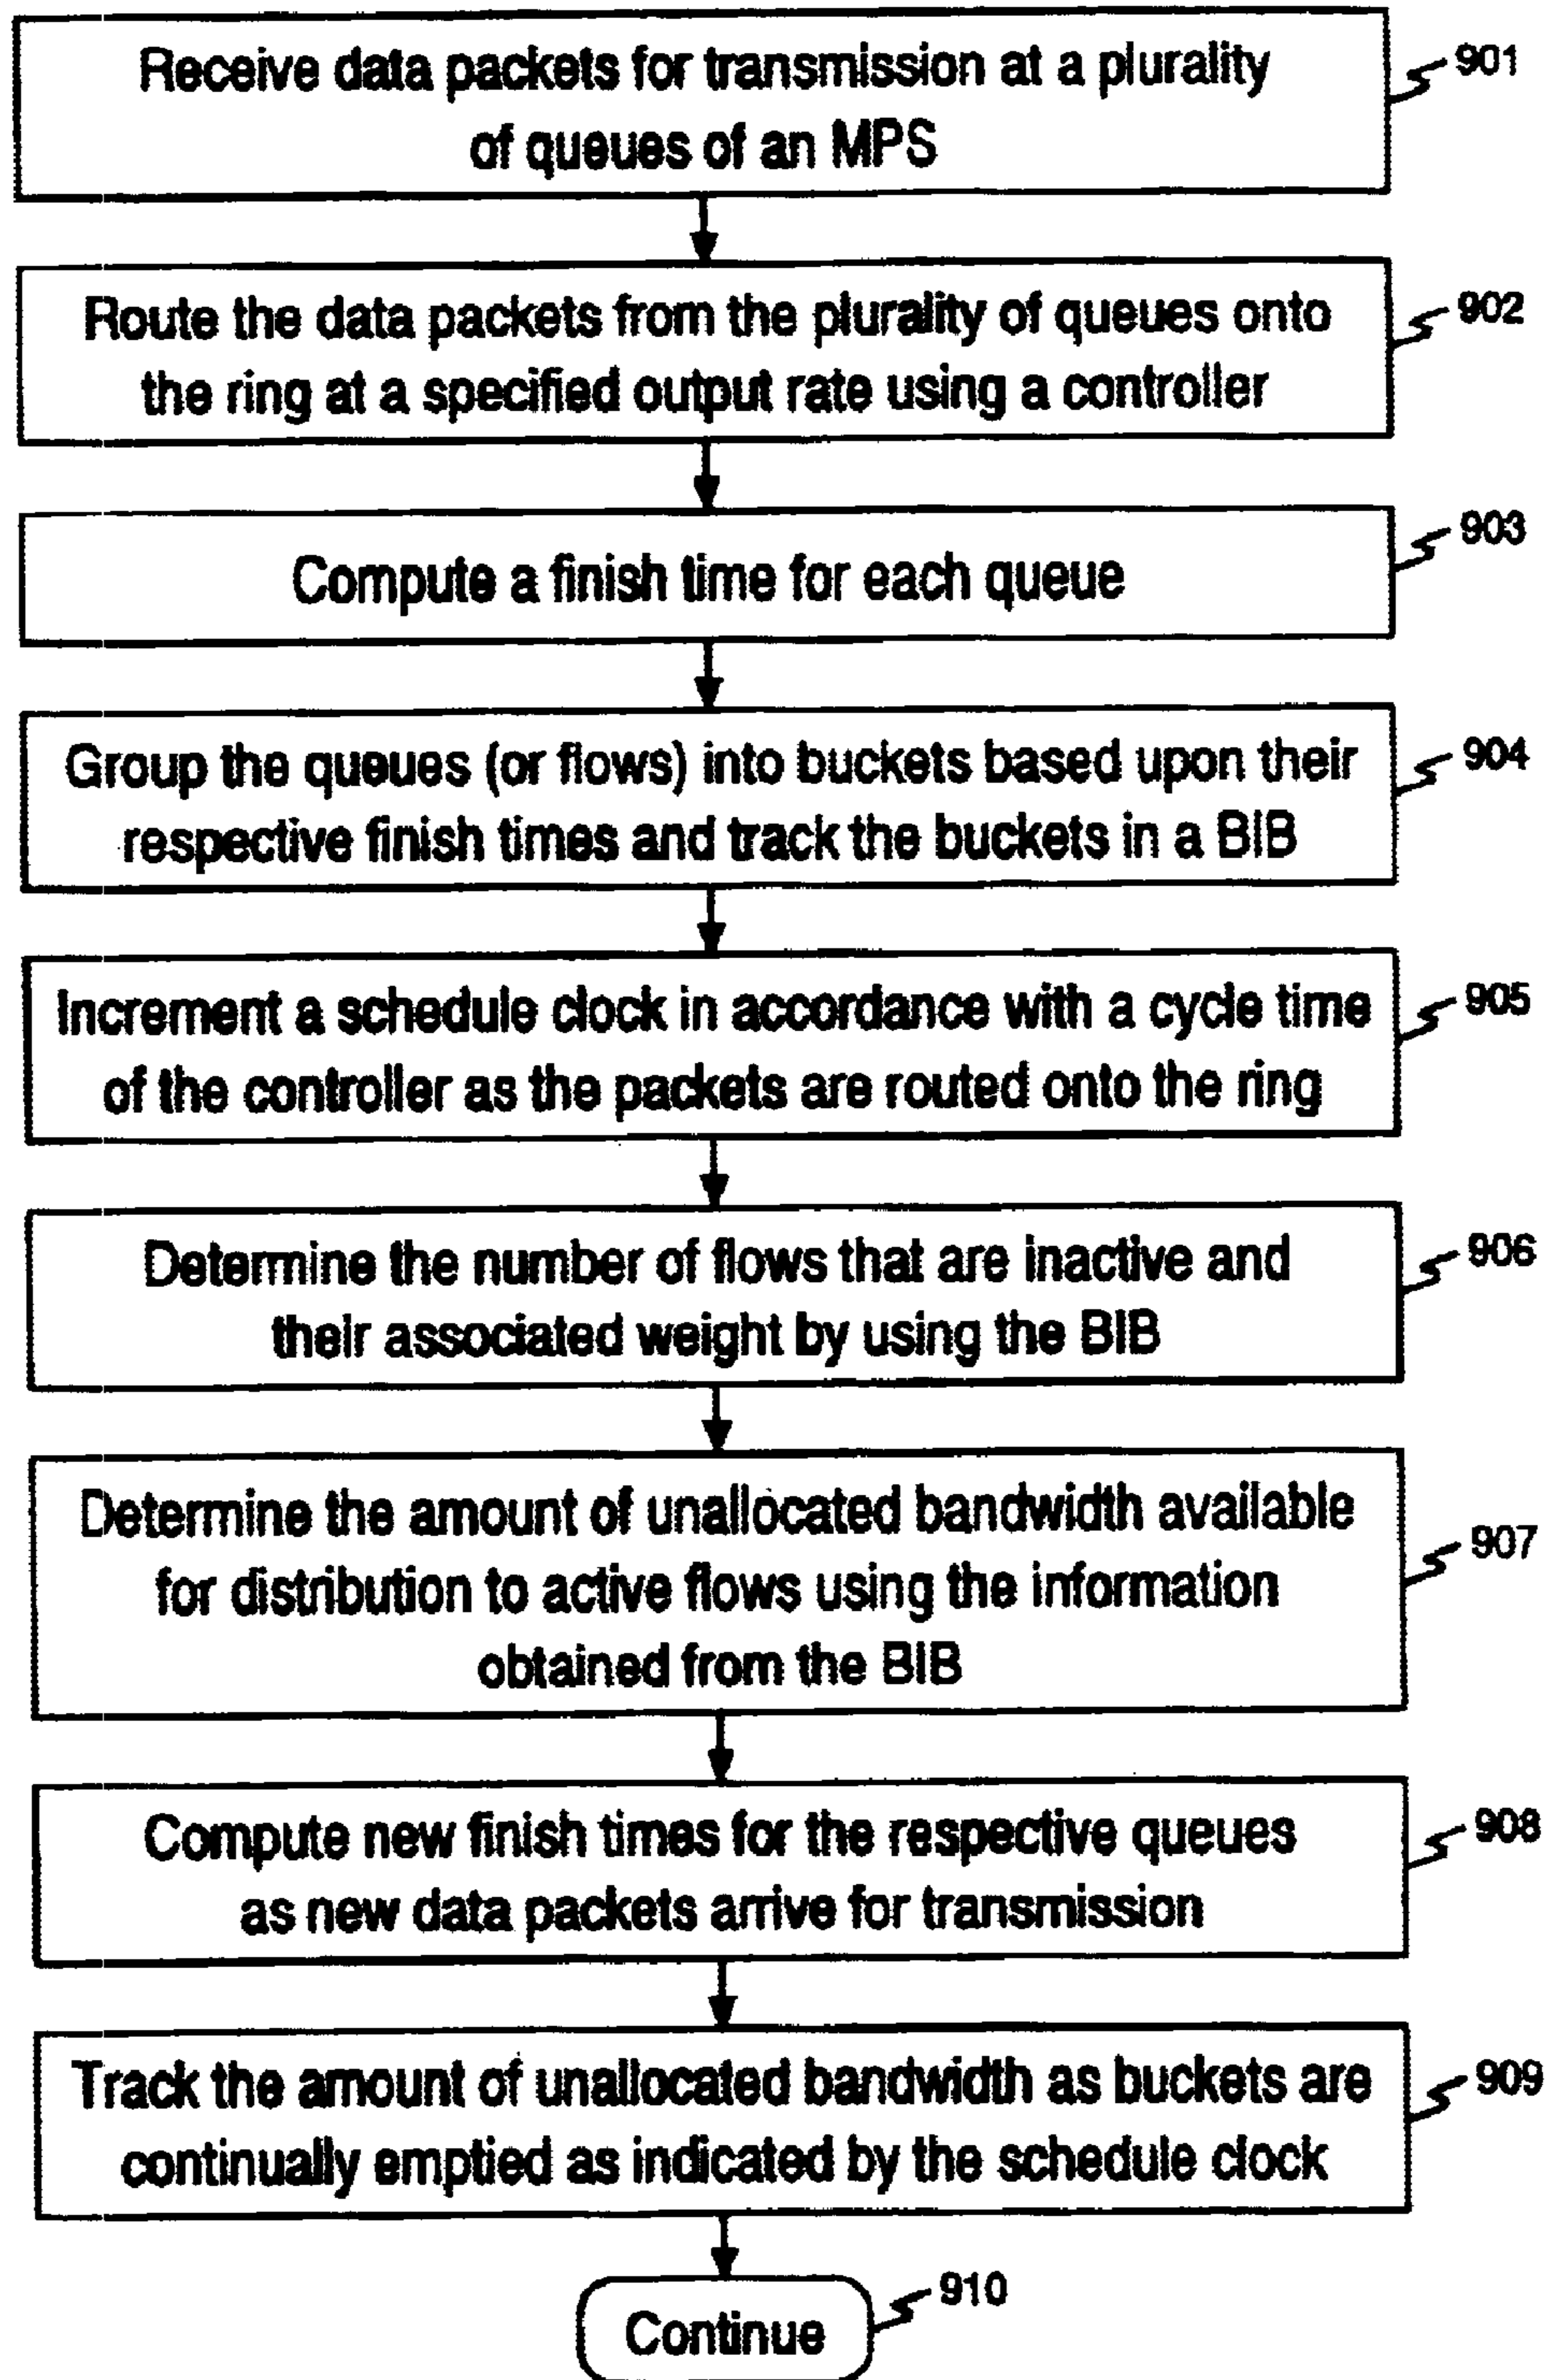 Receive data packets for transmission at a plurality
of queues of an MPS
901
Route the data packets from the plurality of queues onto
the ring at a specified output rate using a controller
902
Compute a finish time for each queue
903
Group the queues (or flows) into buckets based upon their
respective finish times and track the buckets in a BIB
904
Increment a schedule clock in accordance with a cycle time
of the controller as the packets are routed onto the ring
905
Determine the number of flows that are inactive and
their associated weight by using the BIB
906
Determine the amount of unallocated bandwidth available
for distribution to active flows using the information
obtained from the BIB
907
Compute new finish times for the respective queues
as new data packets arrive for transmission
908
Track the amount of unallocated bandwidth as buckets are
continually emptied as indicated by the schedule clock
909
Continue
910